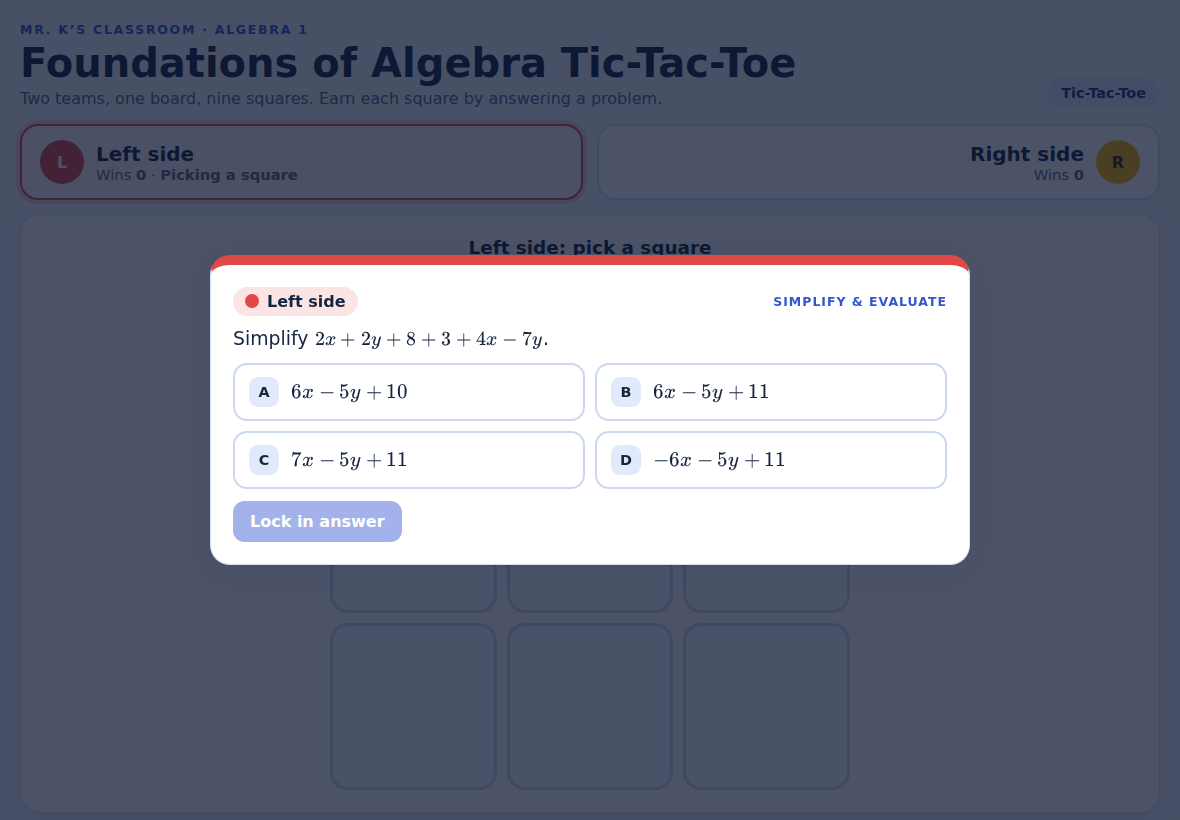 MR. K'S CLASSROOM · ALGEBRA 1
Foundations of Algebra Tic-Tac-Toe
Two teams, one board, nine squares. Earn each square by answering a problem.
Tic-Tac-Toe
L
Left side
Wins 0 · Picking a square
Right side
Wins 0
R
Left side: pick a square
Left side
SIMPLIFY & EVALUATE
Simplify 2x + 2y + 8 + 3 + 4x − 7y.
A 6x − 5y + 10
B 6x − 5y + 11
C 7x − 5y + 11
D −6x − 5y + 11
Lock in answer